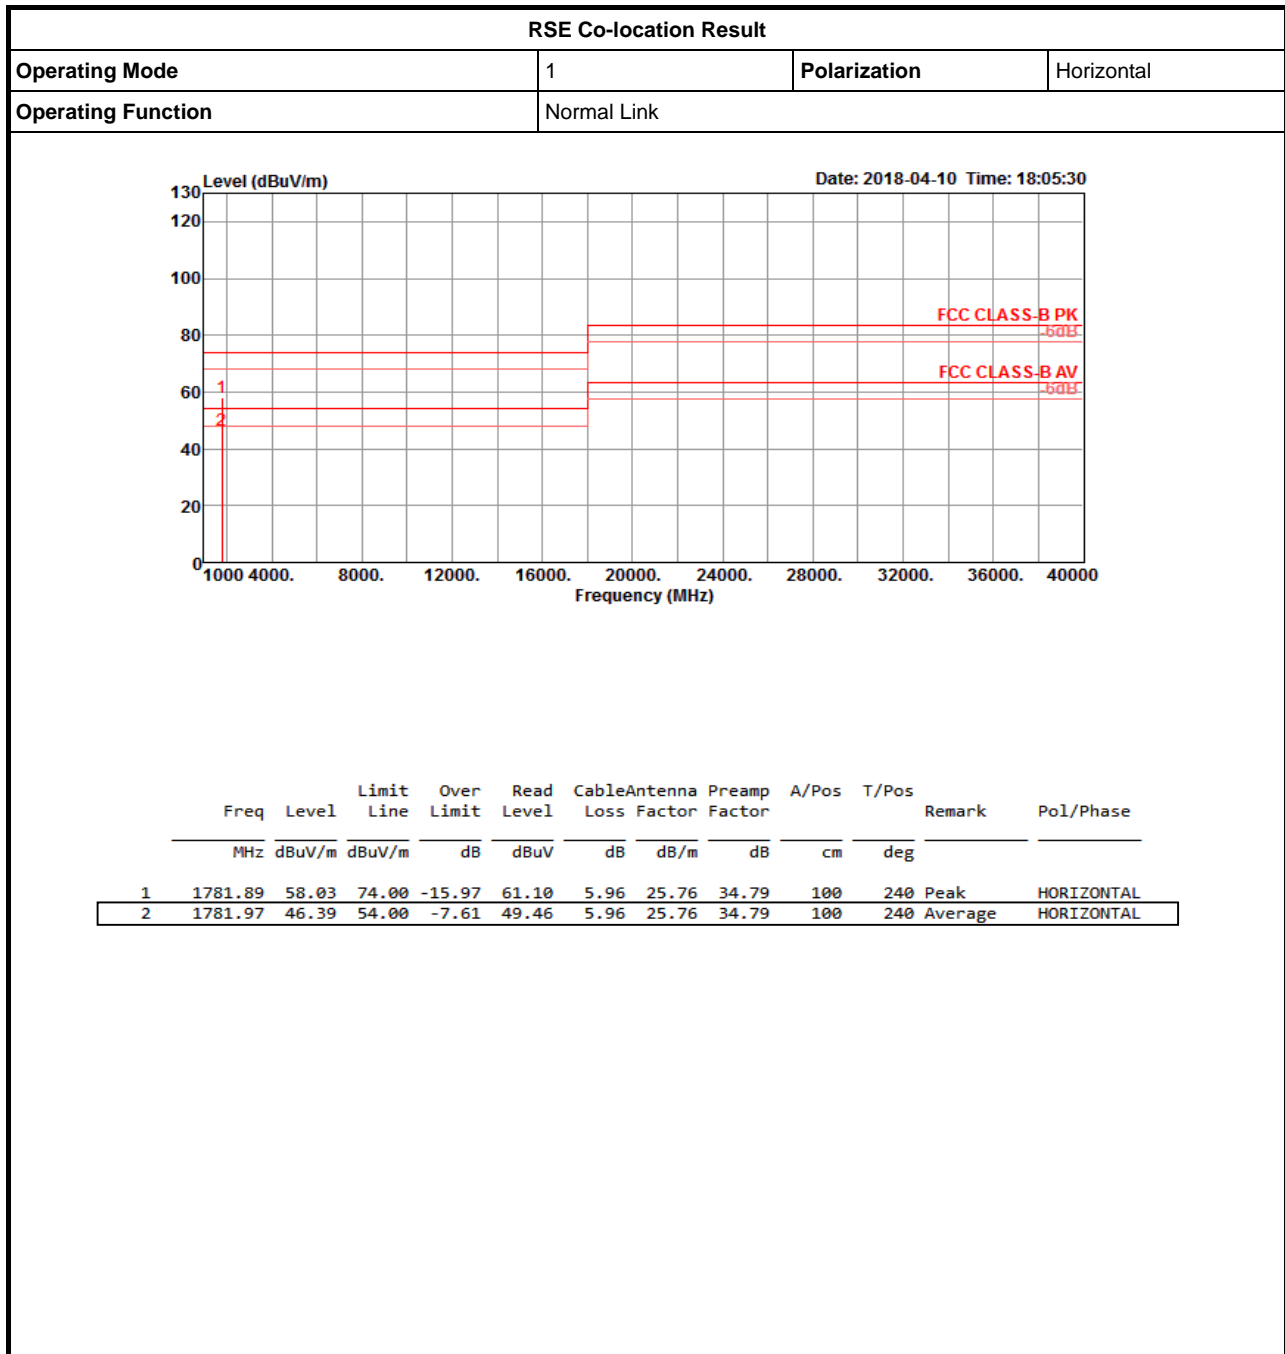 RSE Co-location Result
Operating Mode 1 Polarization Horizontal
Operating Function Normal Link
Level (dBuV/m) Date: 2018-04-10 Time: 18:05:30
130
120
100
FCC CLASS-B PK
80 -6dB
FCC CLASS-B AV
1
60 -6dB
2
40
20
0
1000 4000. 8000. 12000. 16000. 20000. 24000. 28000. 32000. 36000. 40000
Frequency (MHz)
Limit Over Read CableAntenna Preamp A/Pos T/Pos
Freq Level Line Limit Level Loss Factor Factor Remark Pol/Phase
MHz dBuV/m dBuV/m dB dBuV dB dB/m dB cm deg
1 1781.89 58.03 74.00 -15.97 61.10 5.96 25.76 34.79 100 240 Peak HORIZONTAL
2 1781.97 46.39 54.00 -7.61 49.46 5.96 25.76 34.79 100 240 Average HORIZONTAL